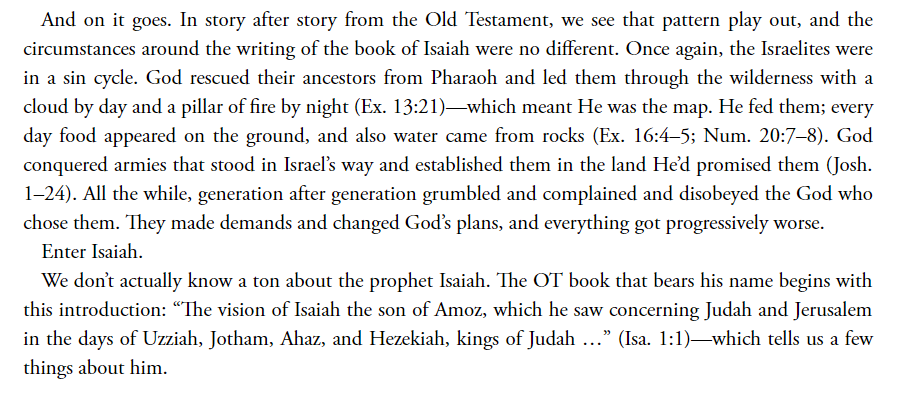 And on it goes. In story after story from the Old Testament, we see that pattern play out, and the
circumstances around the writing of the book of Isaiah were no different. Once again, the Israelites were
in a sin cycle. God rescued their ancestors from Pharaoh and led them through the wilderness with a
cloud by day and a pillar of fire by night (Ex. 13:21)—which meant He was the map. He fed them; every
day food appeared on the ground, and also water came from rocks (Ex. 16:4–5; Num. 20:7–8). God
conquered armies that stood in Israel’s way and established them in the land He’d promised them (Josh.
1–24). All the while, generation after generation grumbled and complained and disobeyed the God who
chose them. They made demands and changed God’s plans, and everything got progressively worse.
Enter Isaiah.
We don’t actually know a ton about the prophet Isaiah. The OT book that bears his name begins with
this introduction: “The vision of Isaiah the son of Amoz, which he saw concerning Judah and Jerusalem
in the days of Uzziah, Jotham, Ahaz, and Hezekiah, kings of Judah …” (Isa. 1:1)—which tells us a few
things about him.